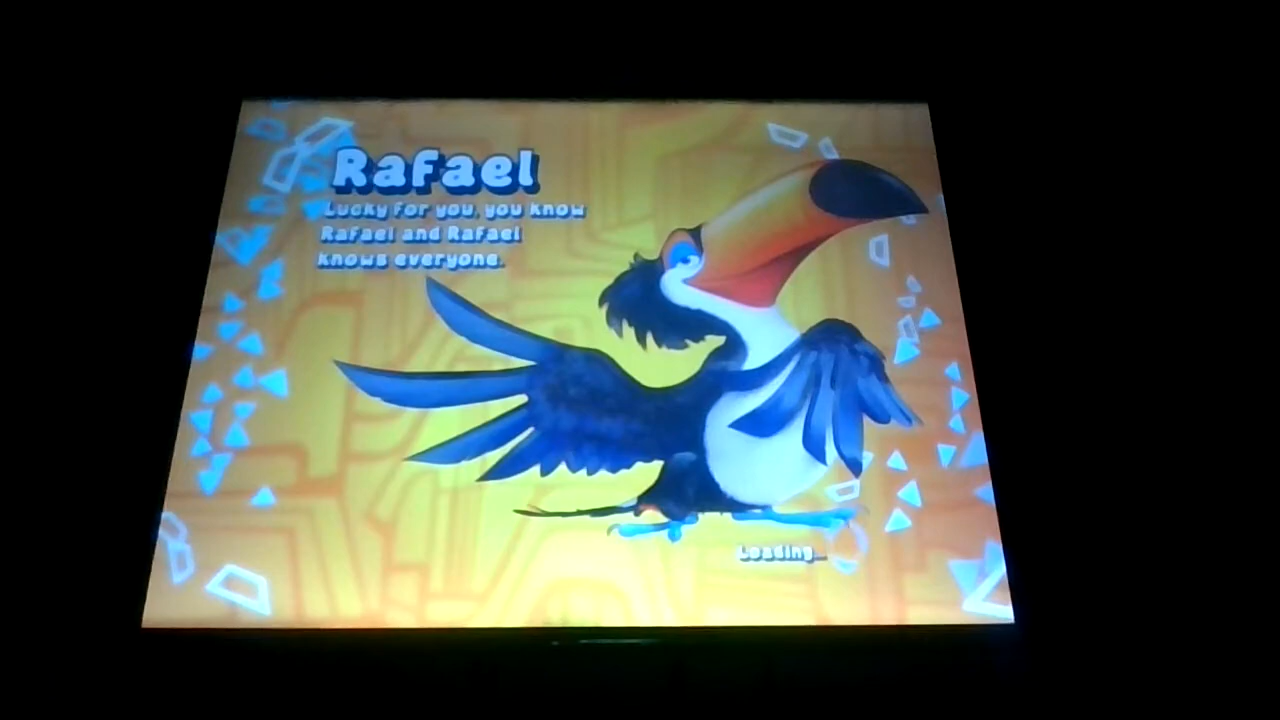 Rafael
Lucky for you, you know
Rafael and Rafael
knows everyone.
Loading...